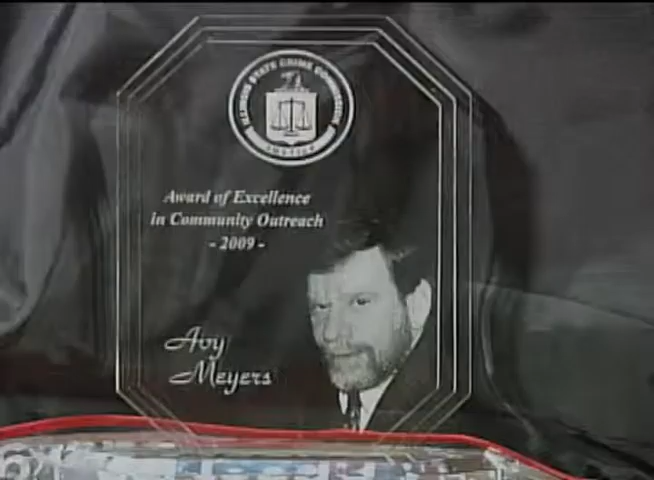 ILLINOIS STATE CRIME COMMISSION
JUSTICE
Award of Excellence
in Community Outreach
- 2009 -
Avy
Meyers